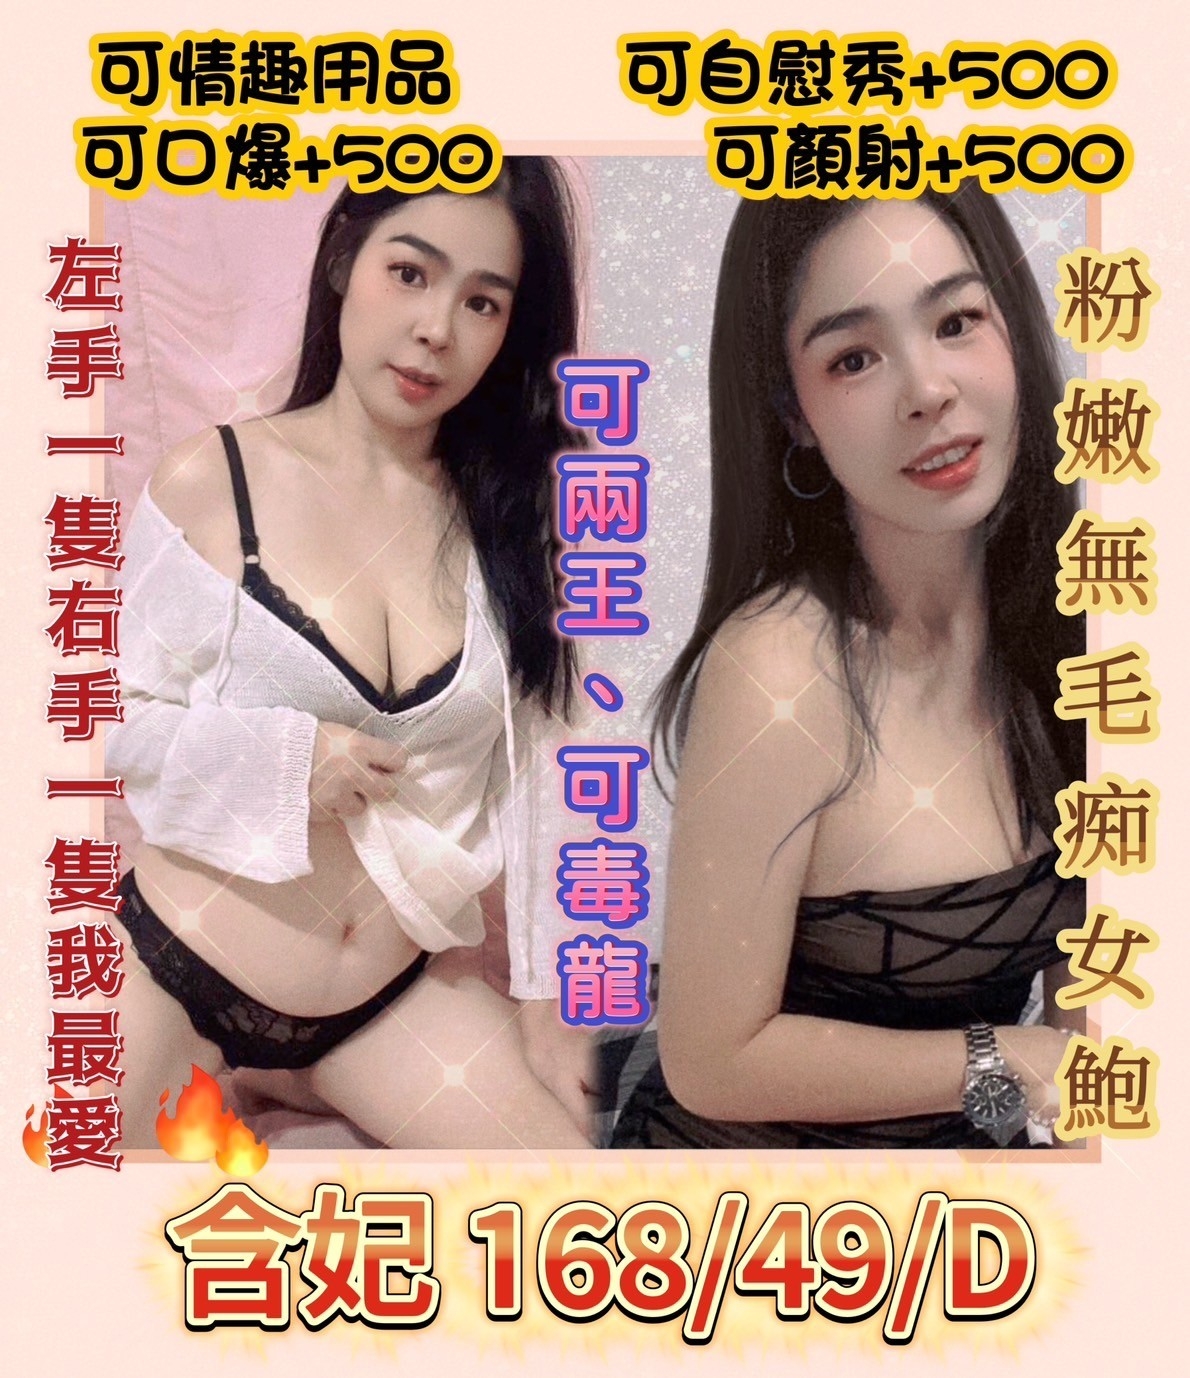 可情趣用品
可自慰秀+500
可口爆+500
可顏射+500
左手一隻右手一隻我最愛
可兩王、可毒龍
粉嫩無毛痴女鮑
含妃 168/49/D